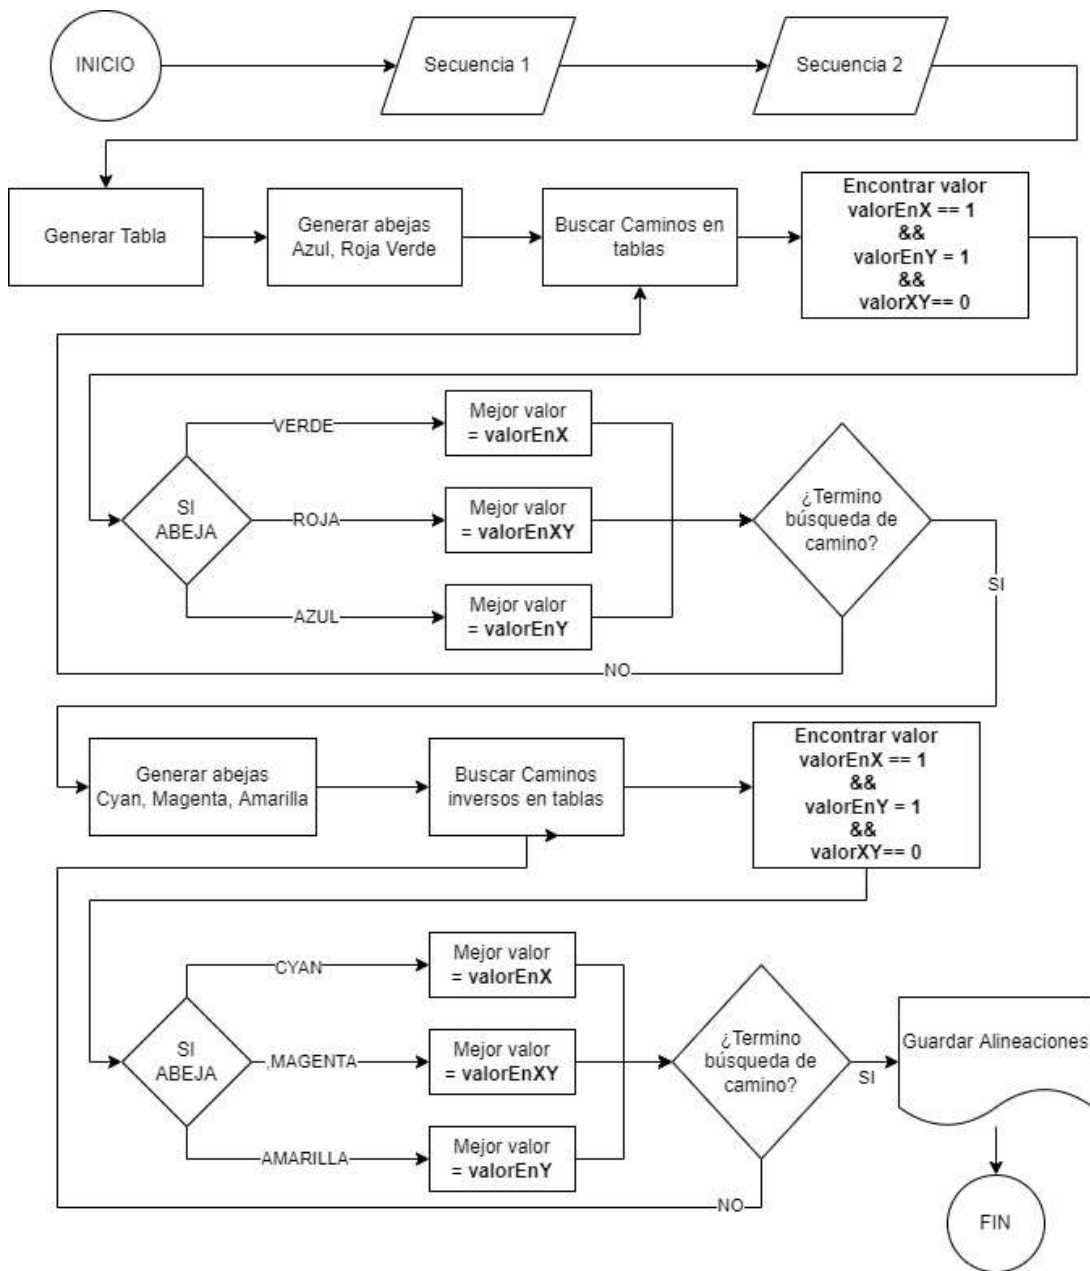 INICIO
Secuencia 1
Secuencia 2
Generar Tabla
Generar abejas
Azul, Roja Verde
Buscar Caminos en
tablas
Encontrar valor
valorEnX == 1
&&
valorEnY = 1
&&
valorXY== 0
SI
ABEJA
VERDE
Mejor valor
= valorEnX
ROJA
Mejor valor
= valorEnXY
AZUL
Mejor valor
= valorEnY
¿Termino
búsqueda de
camino?
SI
NO
Generar abejas
Cyan, Magenta, Amarilla
Buscar Caminos
inversos en tablas
Encontrar valor
valorEnX == 1
&&
valorEnY = 1
&&
valorXY== 0
SI
ABEJA
CYAN
Mejor valor
= valorEnX
,MAGENTA
Mejor valor
= valorEnXY
AMARILLA
Mejor valor
= valorEnY
¿Termino
búsqueda de
camino?
SI
NO
Guardar Alineaciones
FIN